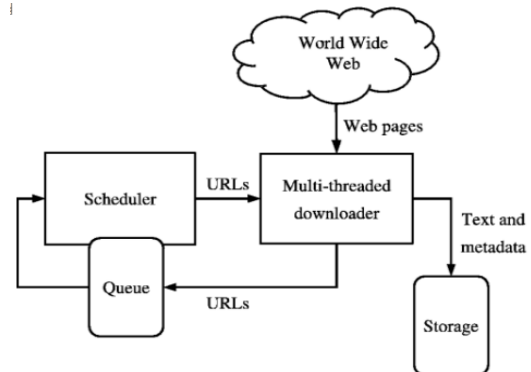 World Wide
Web
Web pages
Scheduler
URLs
Multi-threaded
downloader
Text and
metadata
Queue
URLs
Storage